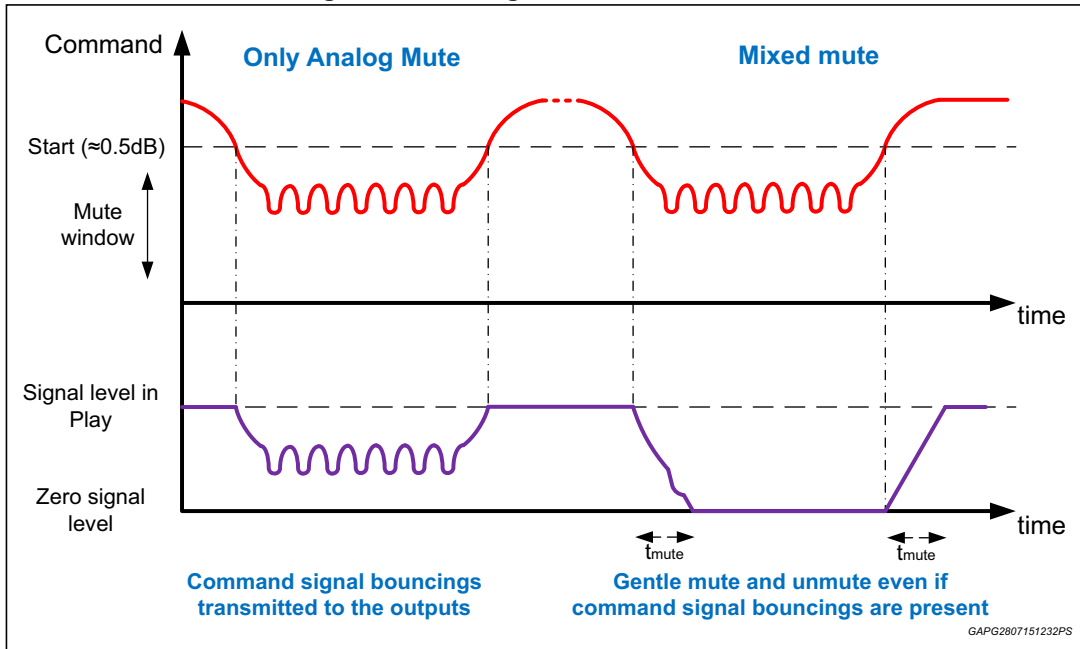 Command
Only Analog Mute
Mixed mute
Start (≈0.5dB)
Mute
window
time
Signal level in
Play
Zero signal
level
time
tmute
tmute
Command signal bouncings
transmitted to the outputs
Gentle mute and unmute even if
command signal bouncings are present
GAPG2807151232PS